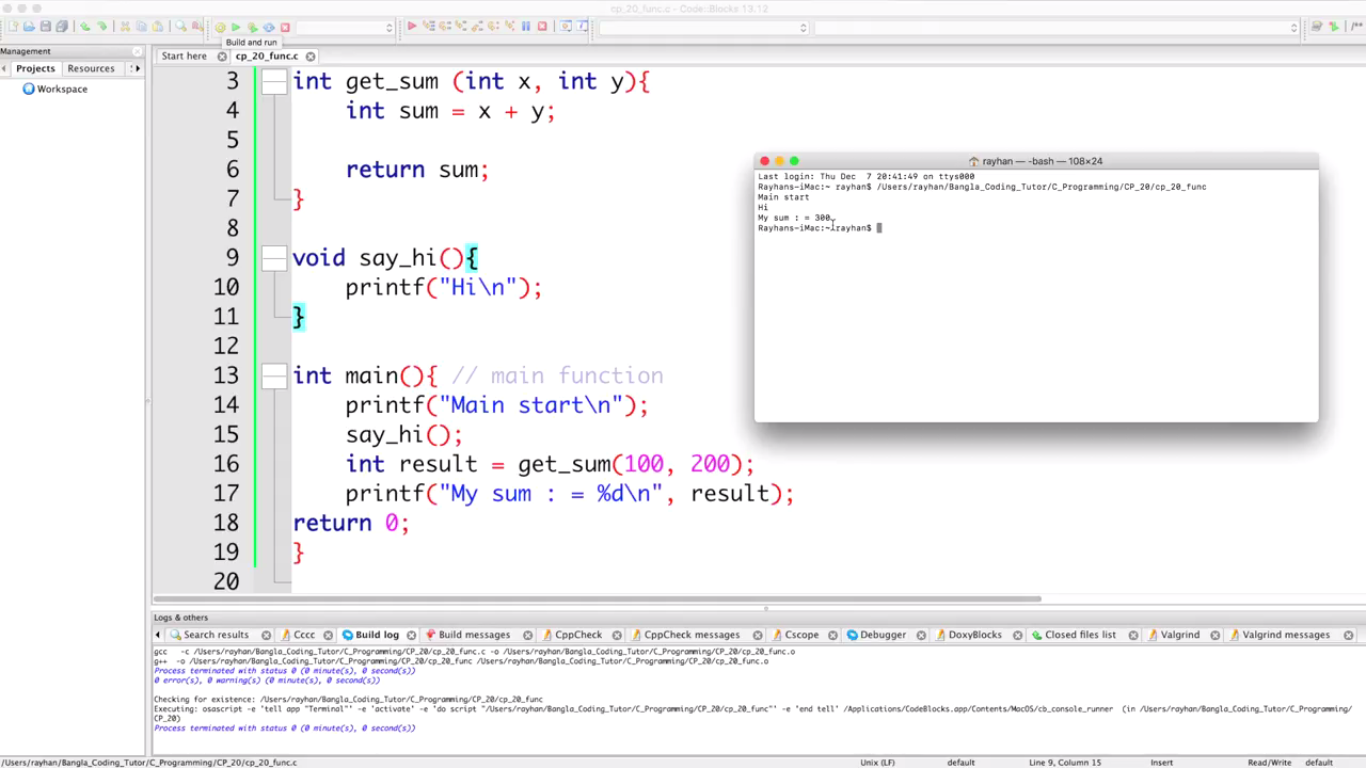 cp_20_func.c - Code::Blocks 13.12
Build and run
Management
Projects Resources
Workspace
Start here cp_20_func.c
3 int get_sum (int x, int y){
4 int sum = x + y;
5
6 return sum;
7 }
8
9 void say_hi(){
10 printf("Hi\n");
11 }
12
13 int main(){ // main function
14 printf("Main start\n");
15 say_hi();
16 int result = get_sum(100, 200);
17 printf("My sum : = %d\n", result);
18 return 0;
19 }
20
rayhan — -bash — 108×24
Last login: Thu Dec  7 20:41:49 on ttys000
Rayhans-iMac:~ rayhan$ /Users/rayhan/Bangla_Coding_Tutor/C_Programming/CP_20/cp_20_func
Main start
Hi
My sum : = 300
Rayhans-iMac:~ rayhan$
Logs & others
Search results Cccc Build log Build messages CppCheck CppCheck messages Cscope Debugger DoxyBlocks Closed files list Valgrind Valgrind messages
gcc -c /Users/rayhan/Bangla_Coding_Tutor/C_Programming/CP_20/cp_20_func.c -o /Users/rayhan/Bangla_Coding_Tutor/C_Programming/CP_20/cp_20_func.o
g++ -o /Users/rayhan/Bangla_Coding_Tutor/C_Programming/CP_20/cp_20_func /Users/rayhan/Bangla_Coding_Tutor/C_Programming/CP_20/cp_20_func.o
Process terminated with status 0 (0 minute(s), 0 second(s))
0 error(s), 0 warning(s) (0 minute(s), 0 second(s))
Checking for existence: /Users/rayhan/Bangla_Coding_Tutor/C_Programming/CP_20/cp_20_func
Executing: osascript -e 'tell app "Terminal"' -e 'activate' -e 'do script "/Users/rayhan/Bangla_Coding_Tutor/C_Programming/CP_20/cp_20_func"' -e 'end tell' /Applications/CodeBlocks.app/Contents/MacOS/cb_console_runner (in /Users/rayhan/Bangla_Coding_Tutor/C_Programming/
CP_20)
Process terminated with status 0 (0 minute(s), 0 second(s))
/Users/rayhan/Bangla_Coding_Tutor/C_Programming/CP_20/cp_20_func.c Unix (LF) default Line 9, Column 15 Insert Read/Write default